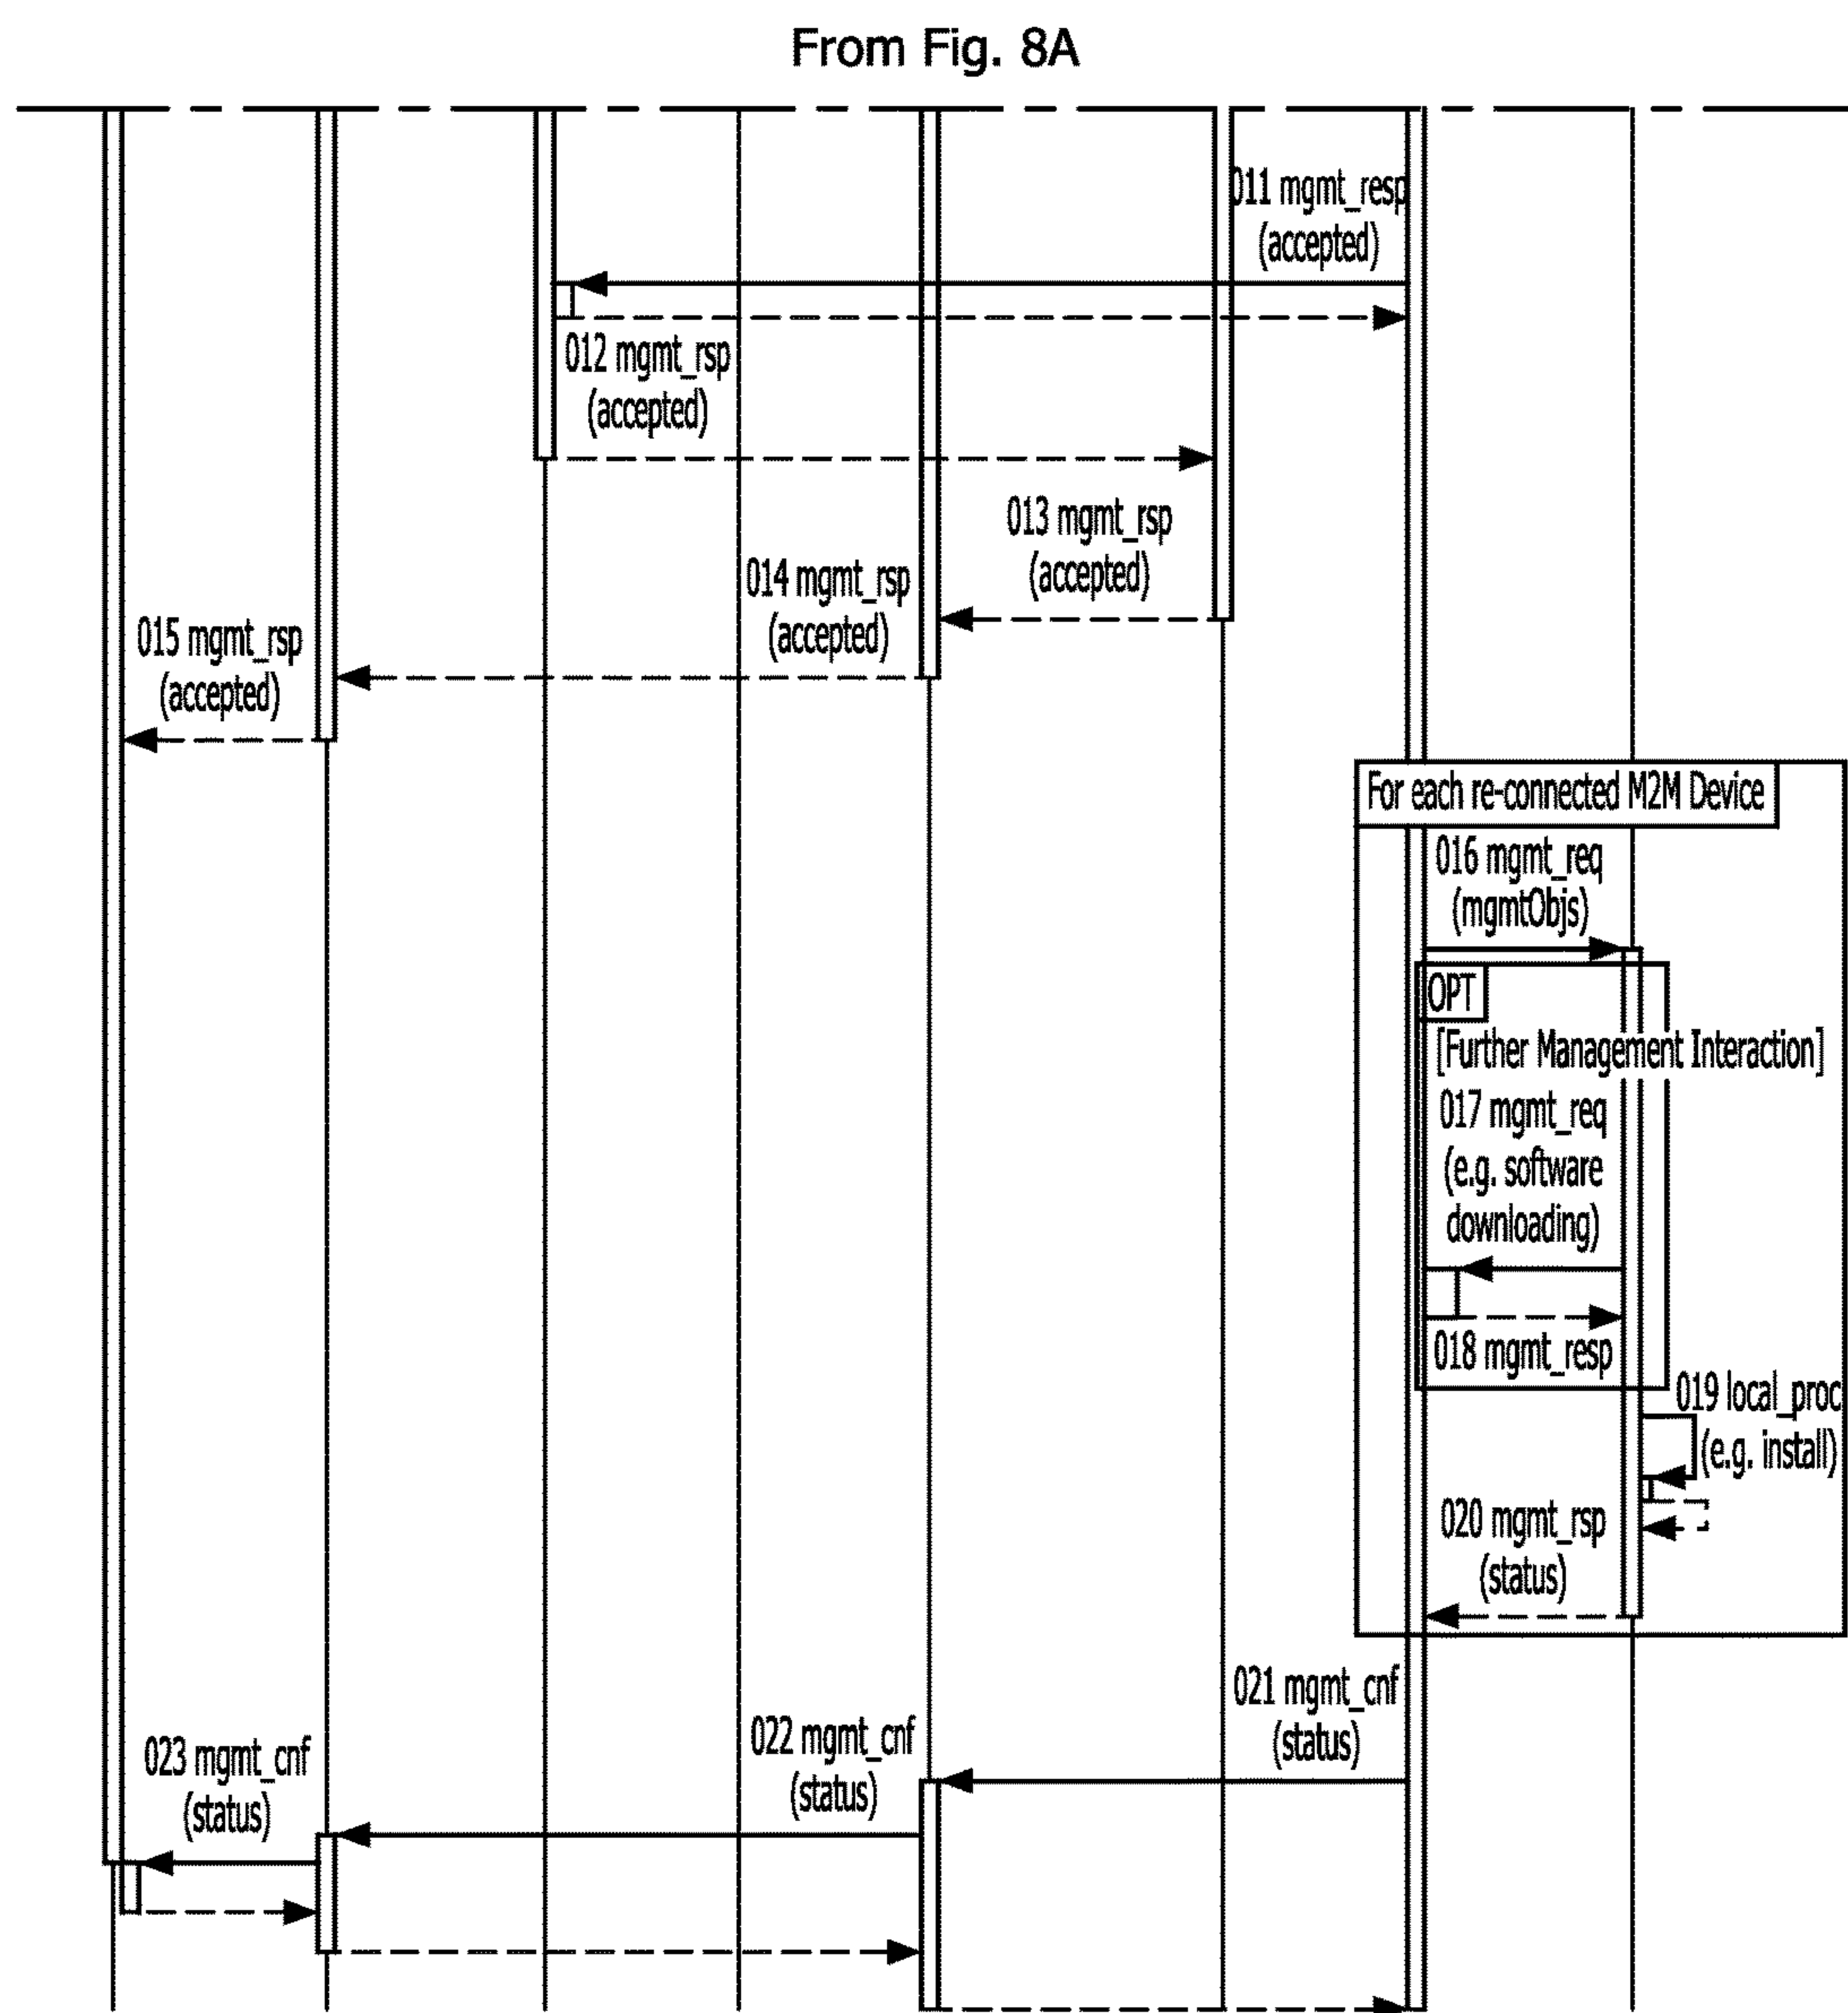 From Fig. 8A
011 mgmt_resp
(accepted)
012 mgmt_rsp
(accepted)
013 mgmt_rsp
(accepted)
014 mgmt_rsp
(accepted)
015 mgmt_rsp
(accepted)
For each re-connected M2M Device
016 mgmt_req
(mgmtObjs)
OPT
[Further Management Interaction]
017 mgmt_req
(e.g. software
downloading)
018 mgmt_resp
019 local_proc
(e.g. install)
020 mgmt_rsp
(status)
021 mgmt_cnf
(status)
022 mgmt_cnf
(status)
023 mgmt_cnf
(status)